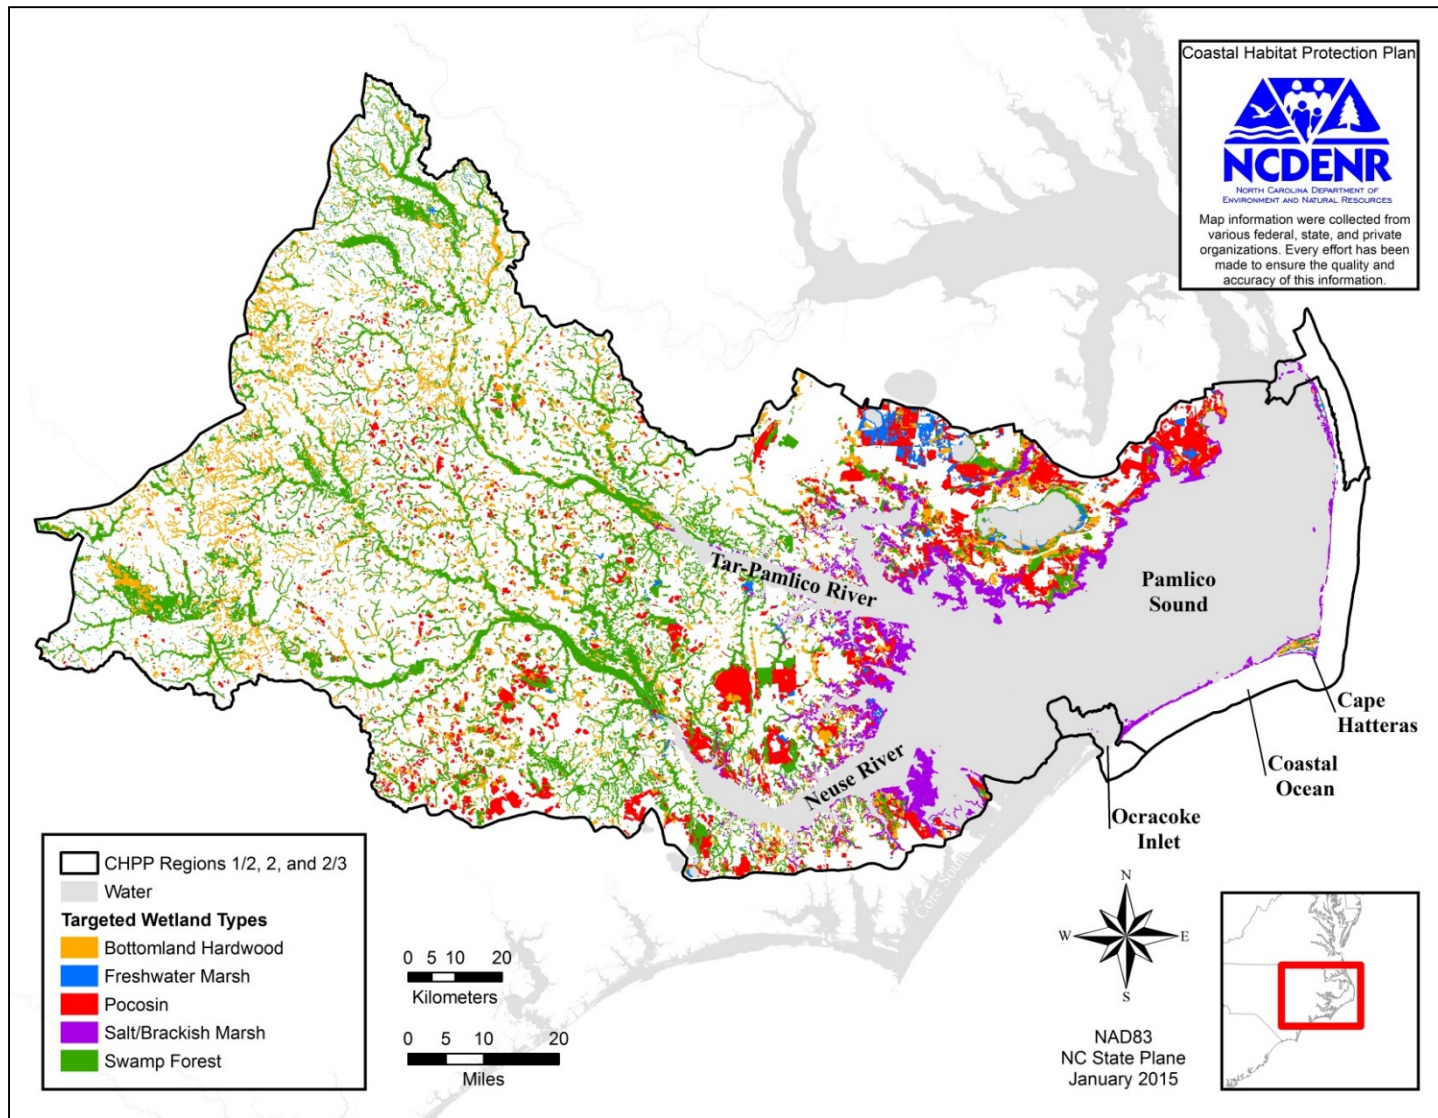 Coastal Habitat Protection Plan
NCDENR
NORTH CAROLINA DEPARTMENT OF
ENVIRONMENT AND NATURAL RESOURCES
Map information were collected from
various federal, state, and private
organizations. Every effort has been
made to ensure the quality and
accuracy of this information.
Tar-Pamlico River
Pamlico
Sound
Neuse River
Cape
Hatteras
Coastal
Ocean
Ocracoke
Inlet
Core Sound
CHPP Regions 1/2, 2, and 2/3
Water
Targeted Wetland Types
Bottomland Hardwood
Freshwater Marsh
Pocosin
Salt/Brackish Marsh
Swamp Forest
0 5 10 20
Kilometers
0 10 20
Miles
N
W E
S
NAD83
NC State Plane
January 2015